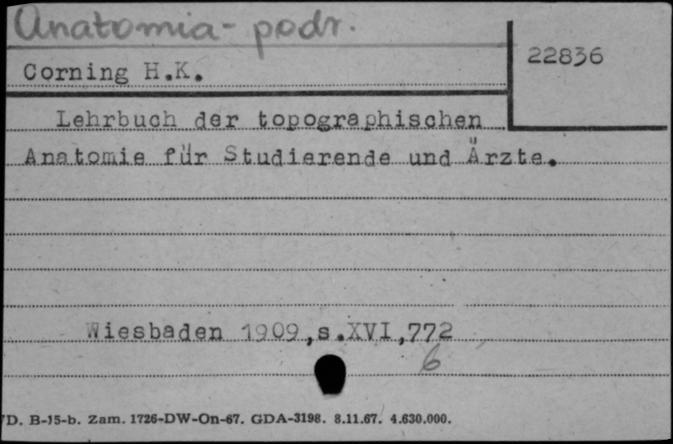 Anatomia - podr.
22836
Corning H.K.
Lehrbuch der topographischen
Anatomie für Studierende und Ärzte.
Wiesbaden 1909,s.XVI,772
6
D. B-15-b. Zam. 1726-DW-On-67. GDA-3198. 8.11.67. 4.630.000.